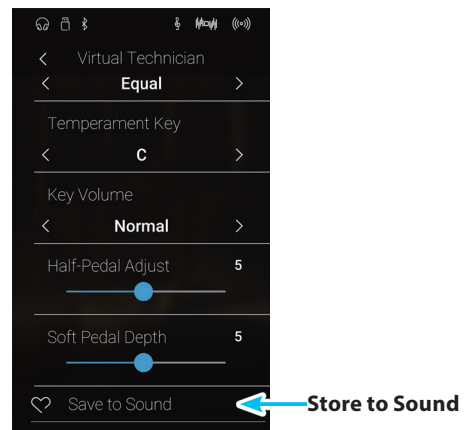 Virtual Technician
Equal
Temperament Key
C
Key Volume
Normal
Half-Pedal Adjust 5
Soft Pedal Depth 5
Save to Sound Store to Sound